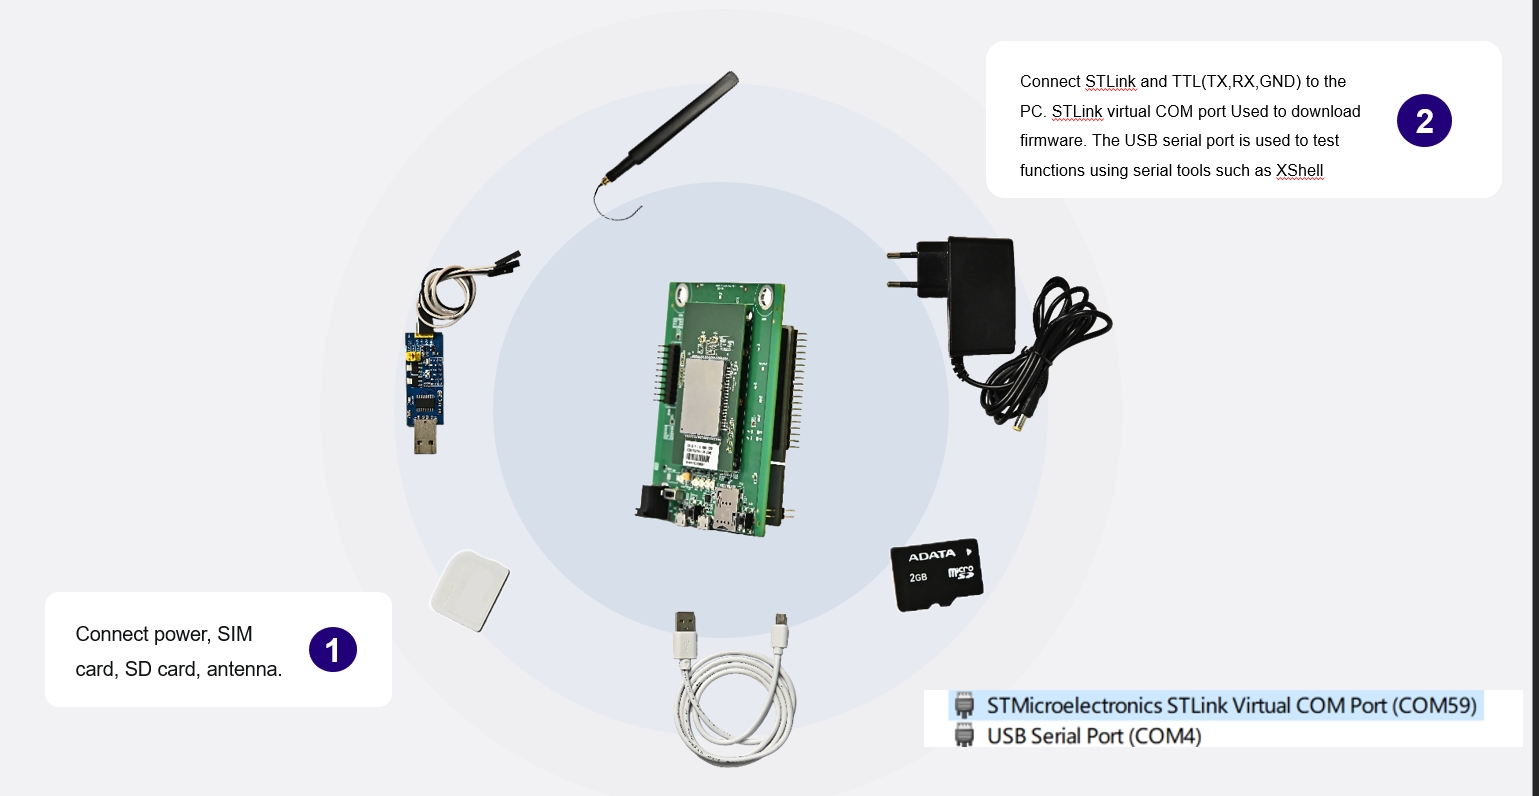 Connect STLink and TTL(TX,RX,GND) to the
PC. STLink virtual COM port Used to download
firmware. The USB serial port is used to test
functions using serial tools such as XShell
2
ADATA
2GB
micro
SD
Connect power, SIM
card, SD card, antenna.
1
STMicroelectronics STLink Virtual COM Port (COM59)
USB Serial Port (COM4)